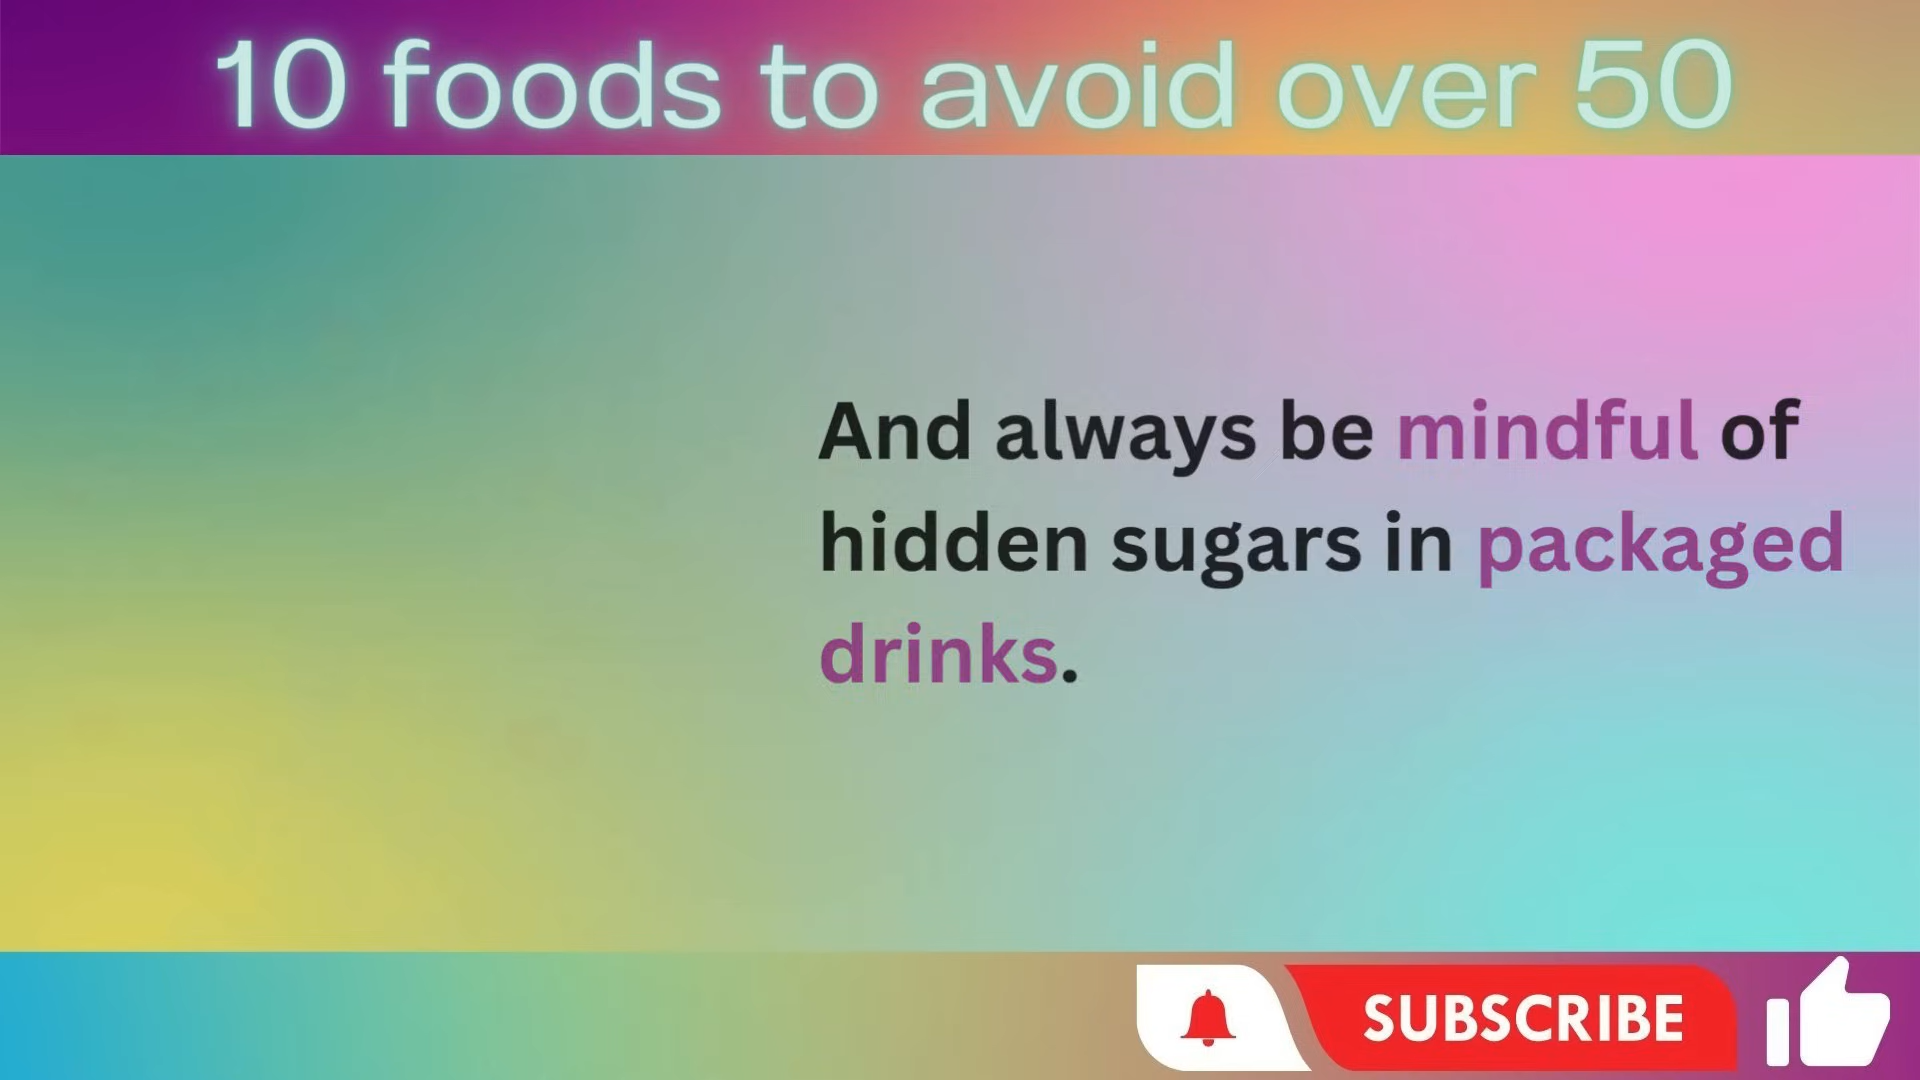 10 foods to avoid over 50
And always be mindful of
hidden sugars in packaged
drinks.
SUBSCRIBE